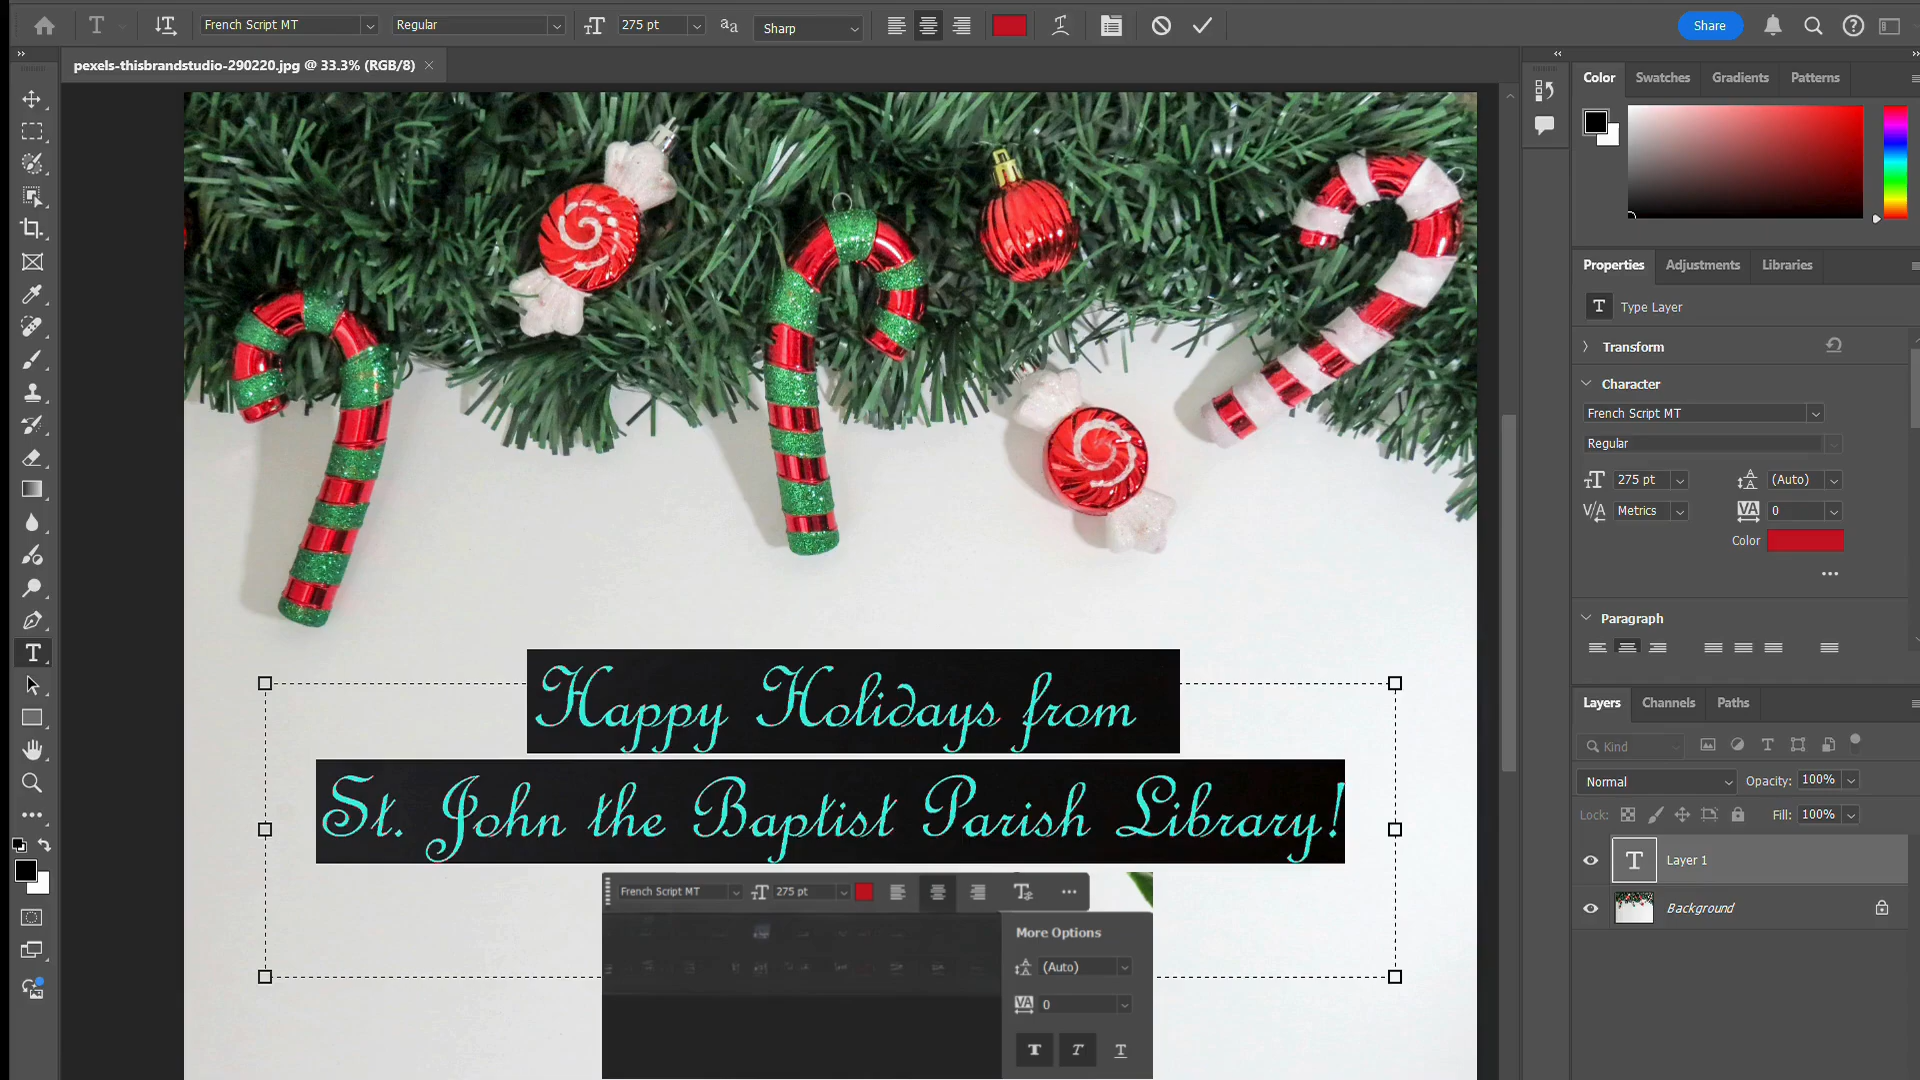 T French Script MT Regular 275 pt aa Sharp Share
pexels-thisbrandstudio-290220.jpg @ 33.3% (RGB/8) ×
Color Swatches Gradients Patterns
Properties Adjustments Libraries
T Type Layer
Transform
Character
French Script MT
Regular
275 pt (Auto)
Metrics 0
Color
Paragraph
Happy Holidays from
St. John the Baptist Parish Library!
French Script MT 275 pt
More Options
(Auto)
0
T T T
Layers Channels Paths
Kind
Normal Opacity: 100%
Lock: Fill: 100%
T Layer 1
Background